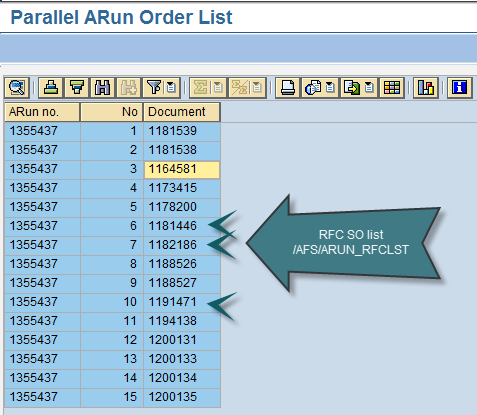 Parallel ARun Order List
ARun no. No Document
1355437 1 1181539
1355437 2 1181538
1355437 3 1164581
1355437 4 1173415
1355437 5 1178200
1355437 6 1181446
1355437 7 1182186
1355437 8 1188526
1355437 9 1188527
1355437 10 1191471
1355437 11 1194138
1355437 12 1200131
1355437 13 1200133
1355437 14 1200134
1355437 15 1200135
RFC SO list
/AFS/ARUN_RFCLST